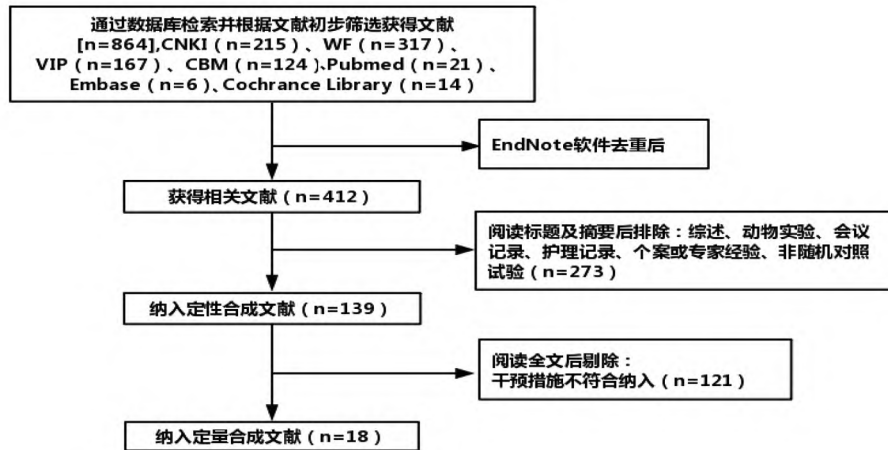 通过数据库检索并根据文献初步筛选获得文献
[n=864],CNKI（n=215）、WF（n=317）、
VIP（n=167）、CBM（n=124）、Pubmed（n=21）、
Embase（n=6）、Cochrance Library（n=14）
EndNote软件去重后
获得相关文献（n=412）
阅读标题及摘要后排除：综述、动物实验、会议
记录、护理记录、个案或专家经验、非随机对照
试验（n=273）
纳入定性合成文献（n=139）
阅读全文后剔除：
干预措施不符合纳入（n=121）
纳入定量合成文献（n=18）